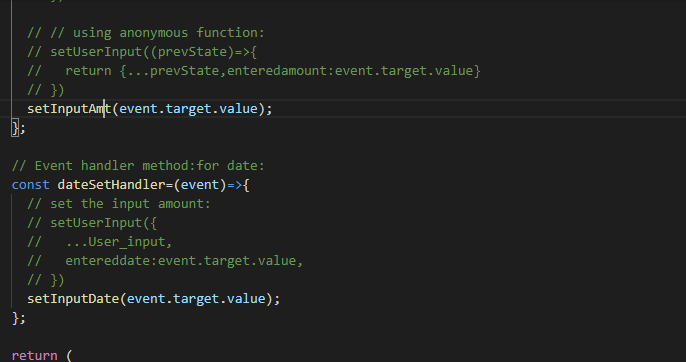 // // using anonymous function:
// setUserInput((prevState)=>{
//   return {...prevState,enteredamount:event.target.value}
// })
setInputAmt(event.target.value);
};
// Event handler method:for date:
const dateSetHandler=(event)=>{
// set the input amount:
// setUserInput({
//   ...User_input,
//   entereddate:event.target.value,
// })
setInputDate(event.target.value);
};
return (